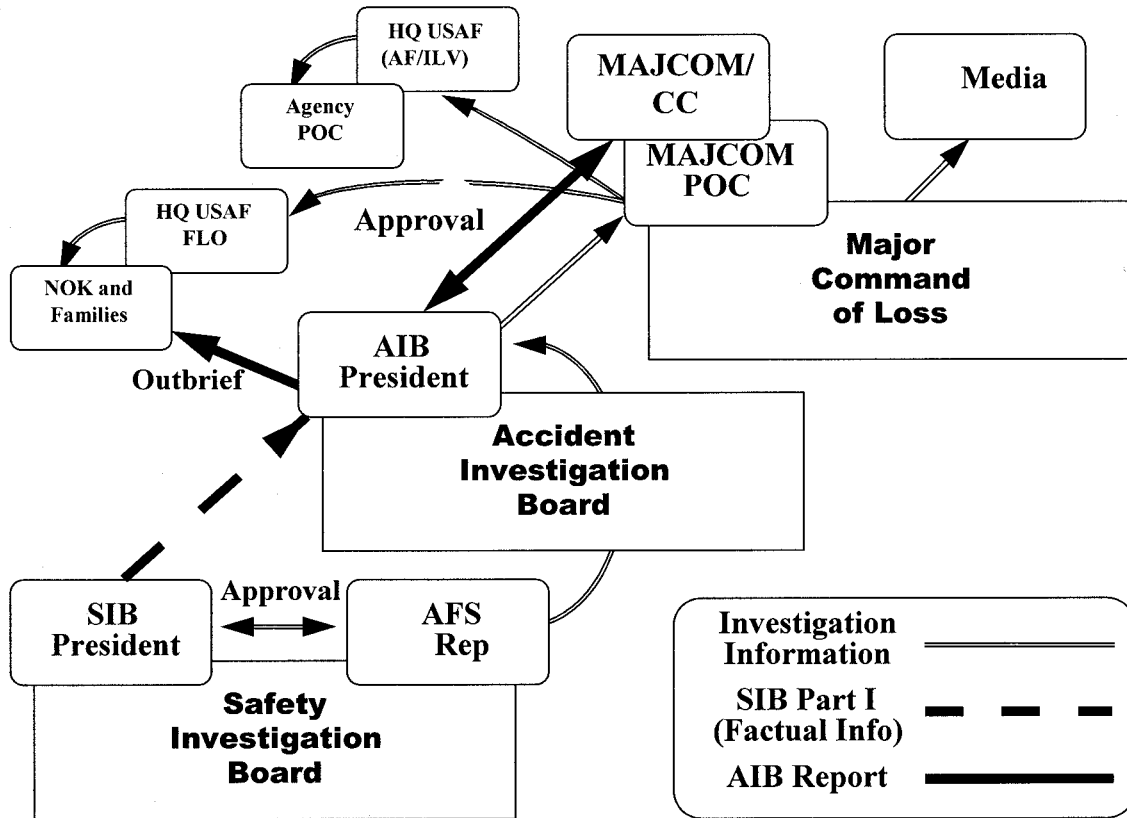 HQ USAF
(AF/ILV)
Agency
POC
MAJCOM/
CC
MAJCOM
POC
Media
HQ USAF
FLO
NOK and
Families
Approval
Major
Command
of Loss
AIB
President
Outbrief
Accident
Investigation
Board
SIB
President
Approval
AFS
Rep
Safety
Investigation
Board
Investigation
Information
SIB Part I
(Factual Info)
AIB Report